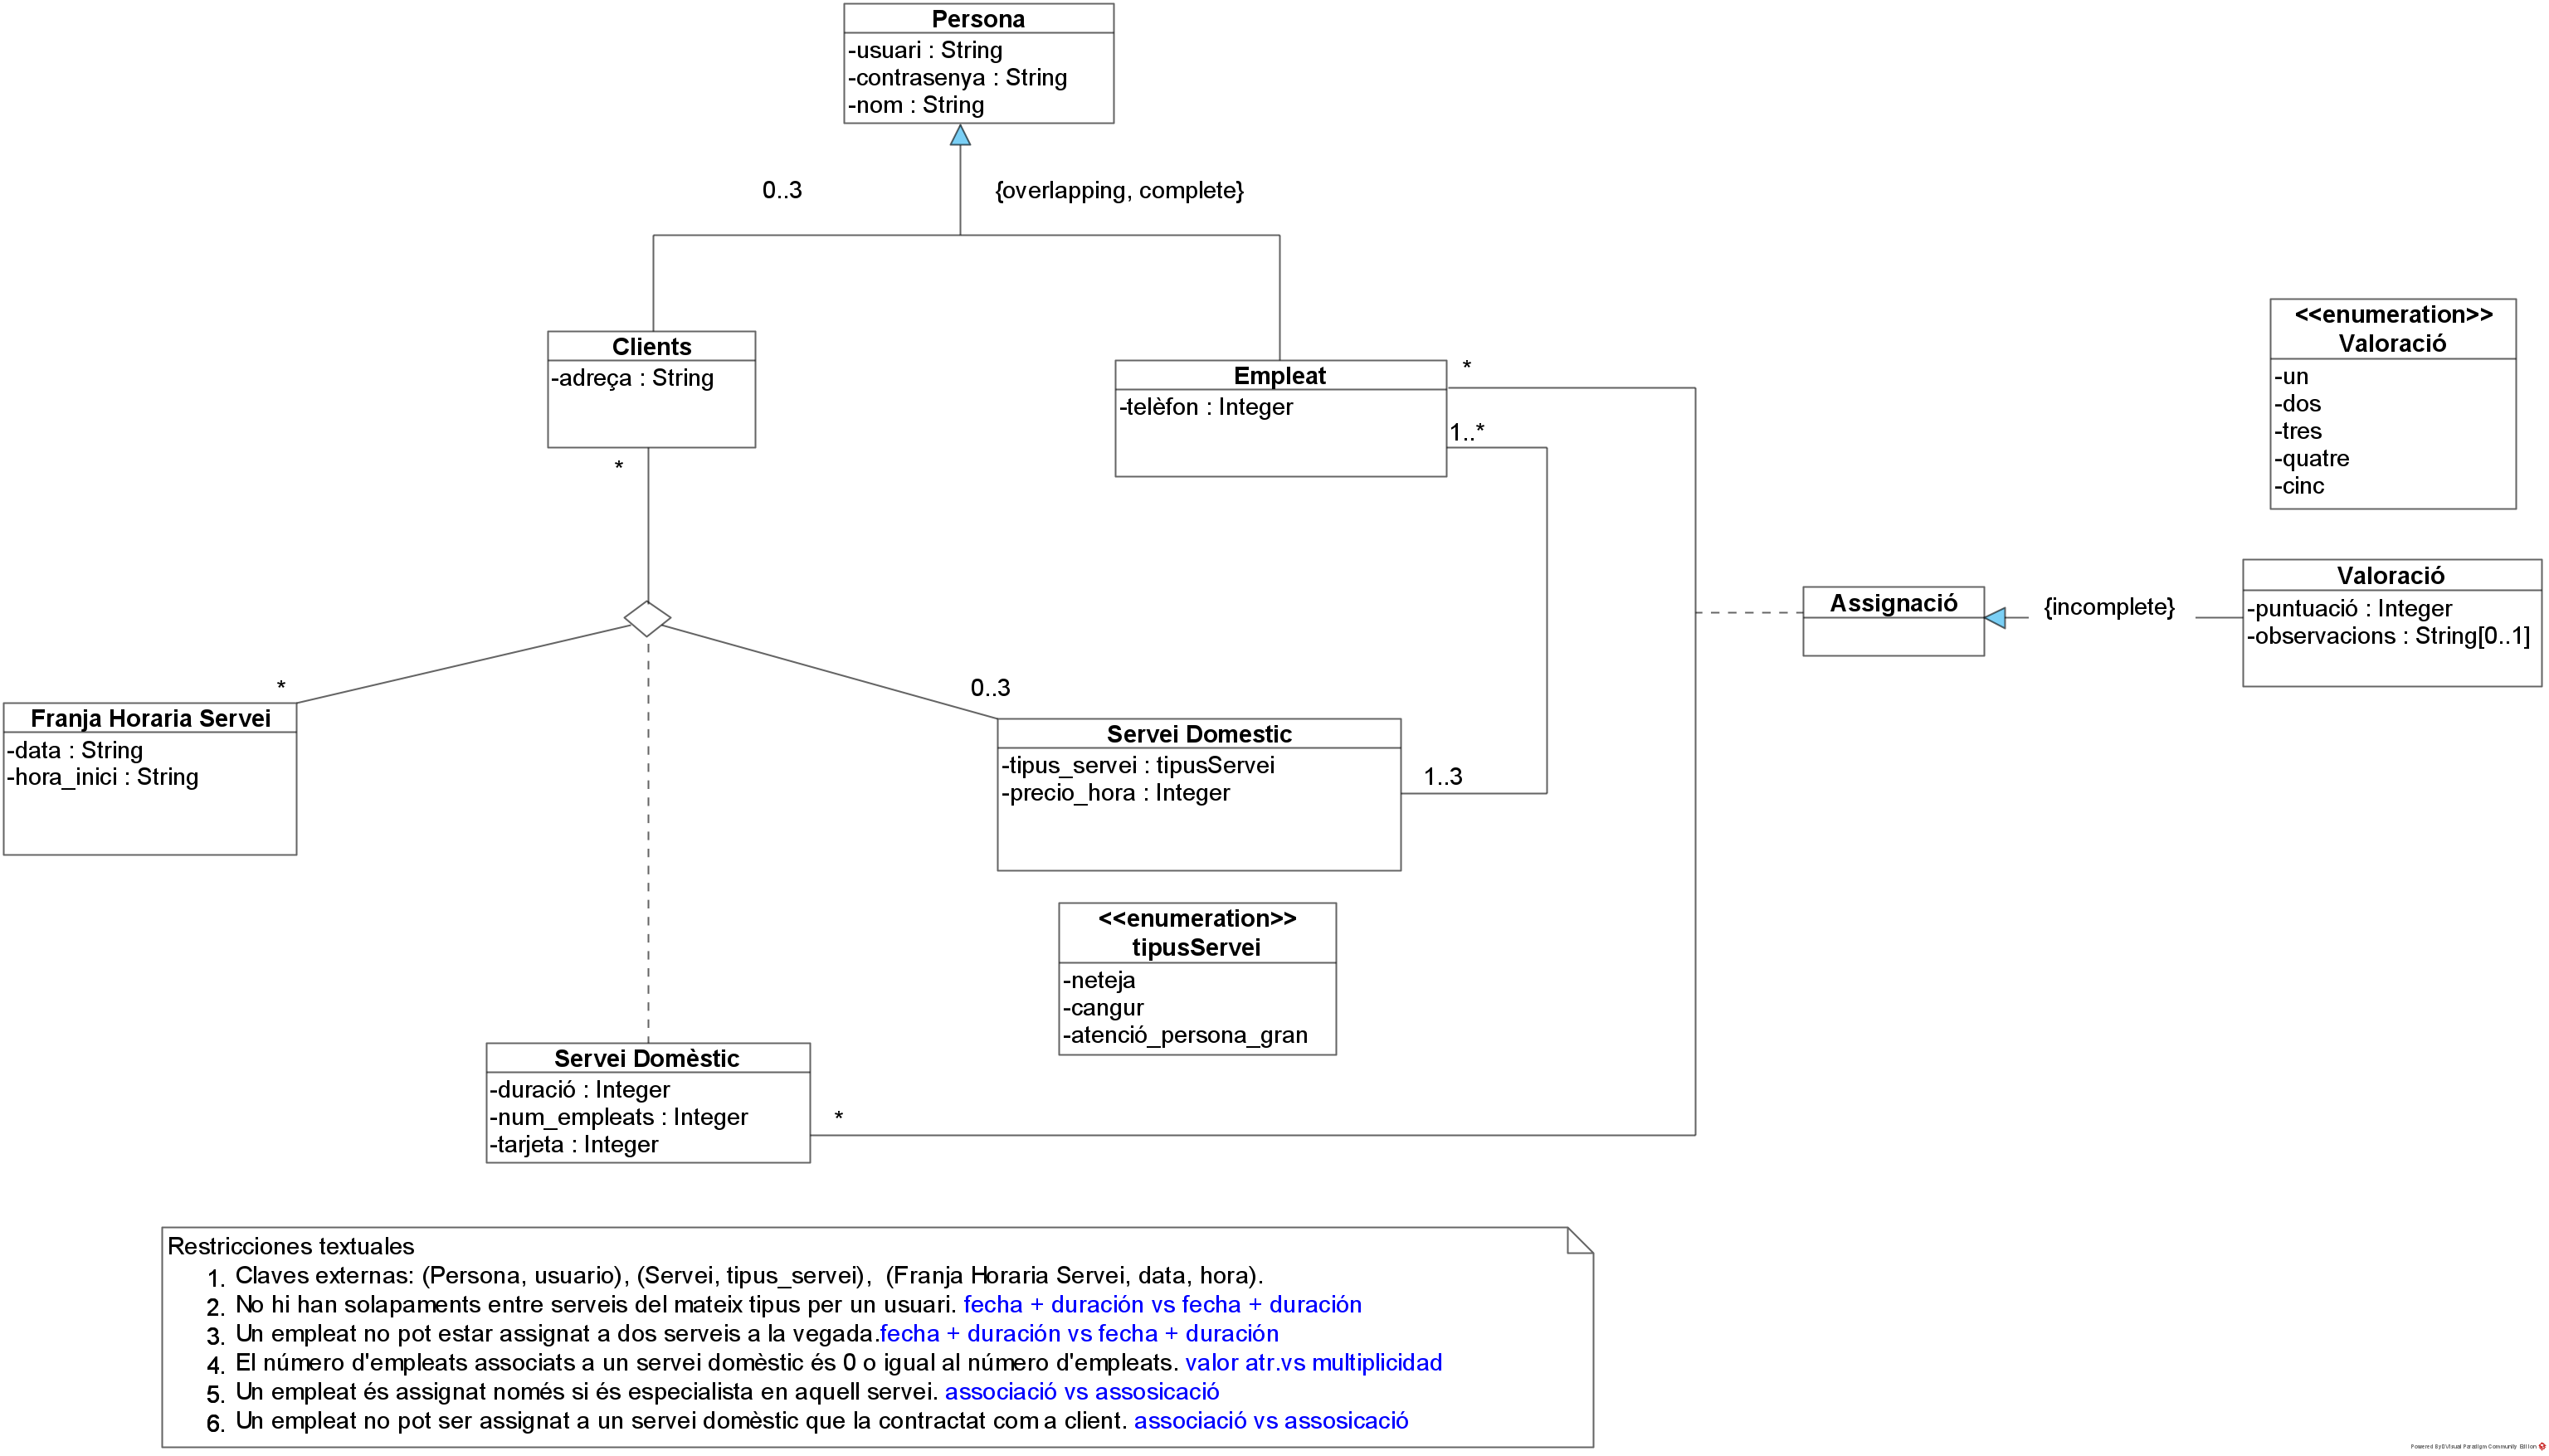 Persona
-usuari : String
-contrasenya : String
-nom : String
0..3
{overlapping, complete}
Clients
-adreça : String
*
Empleat
-telèfon : Integer
*
1..*
<<enumeration>>
Valoració
-un
-dos
-tres
-quatre
-cinc
Assignació
{incomplete}
Valoració
-puntuació : Integer
-observacions : String[0..1]
*
Franja Horaria Servei
-data : String
-hora_inici : String
0..3
Servei Domestic
-tipus_servei : tipusServei
-precio_hora : Integer
1..3
<<enumeration>>
tipusServei
-neteja
-cangur
-atenció_persona_gran
Servei Domèstic
-duració : Integer
-num_empleats : Integer
-tarjeta : Integer
*
Restricciones textuales
1. Claves externas: (Persona, usuario), (Servei, tipus_servei), (Franja Horaria Servei, data, hora).
2. No hi han solapaments entre serveis del mateix tipus per un usuari. fecha + duración vs fecha + duración
3. Un empleat no pot estar assignat a dos serveis a la vegada.fecha + duración vs fecha + duración
4. El número d'empleats associats a un servei domèstic és 0 o igual al número d'empleats. valor atr.vs multiplicidad
5. Un empleat és assignat només si és especialista en aquell servei. associació vs assosicació
6. Un empleat no pot ser assignat a un servei domèstic que la contractat com a client. associació vs assosicació
Powered By Visual Paradigm Community Edition